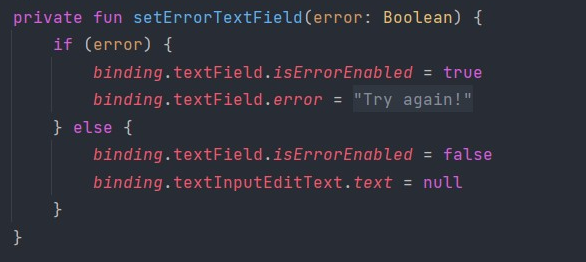 private fun setErrorTextField(error: Boolean) {
    if (error) {
        binding.textField.isErrorEnabled = true
        binding.textField.error = "Try again!"
    } else {
        binding.textField.isErrorEnabled = false
        binding.textInputEditText.text = null
    }
}